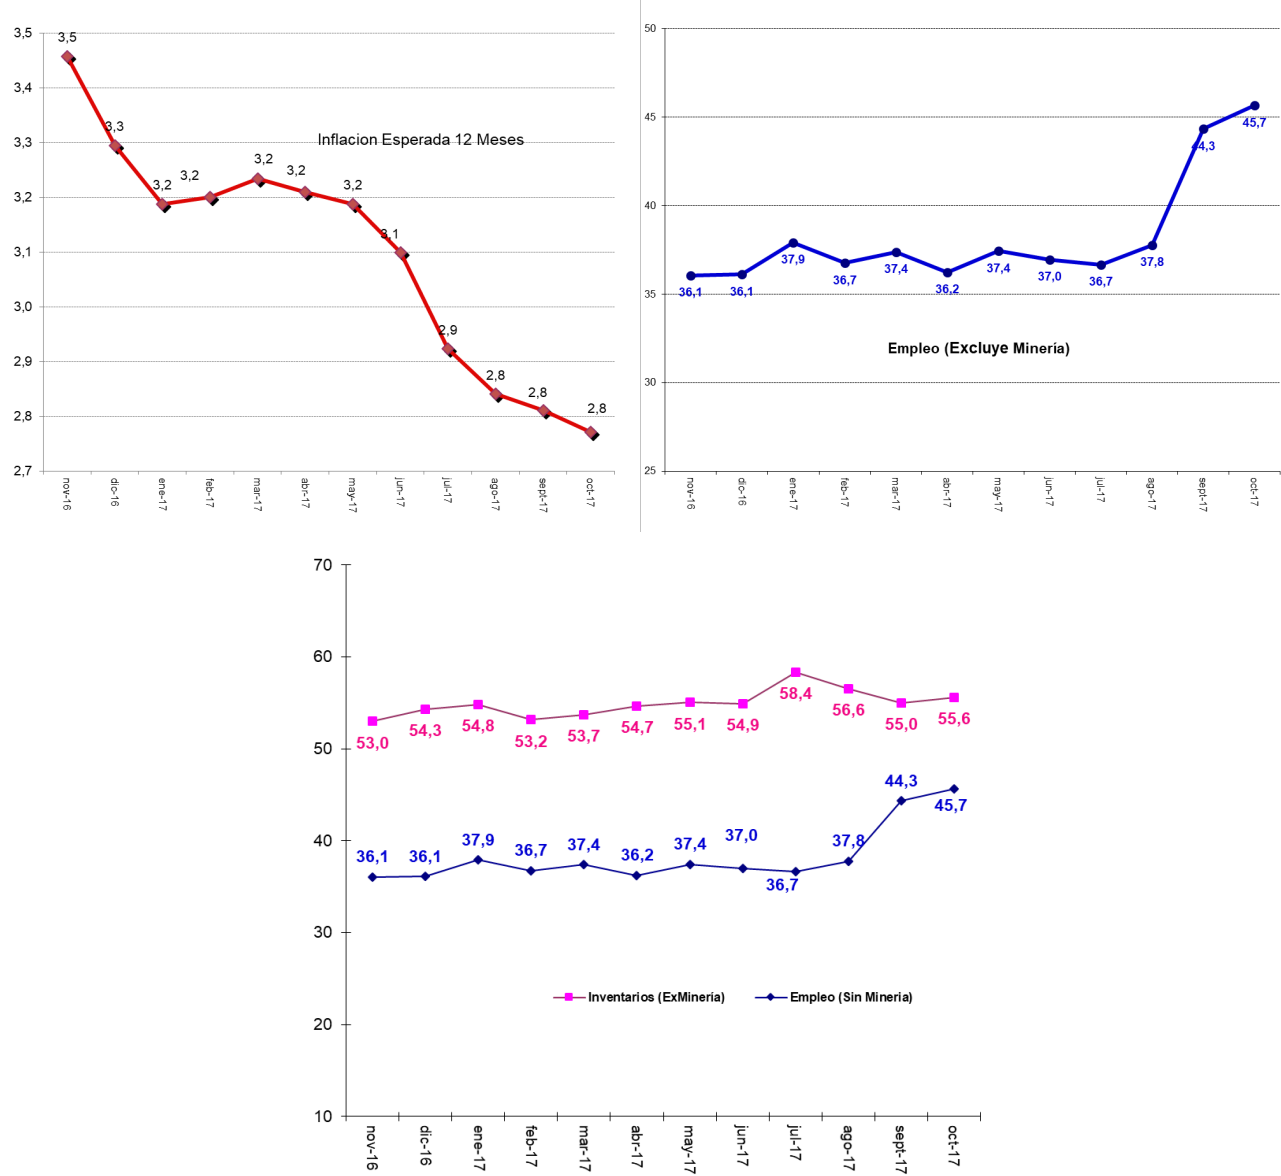 3,5
3,4
3,3
3,2
3,1
3,0
2,9
2,8
2,7
3,5
3,3
3,2
3,2
3,2
3,2
3,2
3,1
2,9
2,8
2,8
2,8
Inflacion Esperada 12 Meses
nov-16
dic-16
ene-17
feb-17
mar-17
abr-17
may-17
jun-17
jul-17
ago-17
sept-17
oct-17
50
45
40
35
30
25
36,1
36,1
37,9
36,7
37,4
36,2
37,4
37,0
36,7
37,8
44,3
45,7
Empleo (Excluye Minería)
nov-16
dic-16
ene-17
feb-17
mar-17
abr-17
may-17
jun-17
jul-17
ago-17
sept-17
oct-17
70
60
50
40
30
20
10
53,0
54,3
54,8
53,2
53,7
54,7
55,1
54,9
58,4
56,6
55,0
55,6
36,1
36,1
37,9
36,7
37,4
36,2
37,4
37,0
36,7
37,8
44,3
45,7
Inventarios (ExMinería)
Empleo (Sin Minería)
nov-16
dic-16
ene-17
feb-17
mar-17
abr-17
may-17
jun-17
jul-17
ago-17
sept-17
oct-17